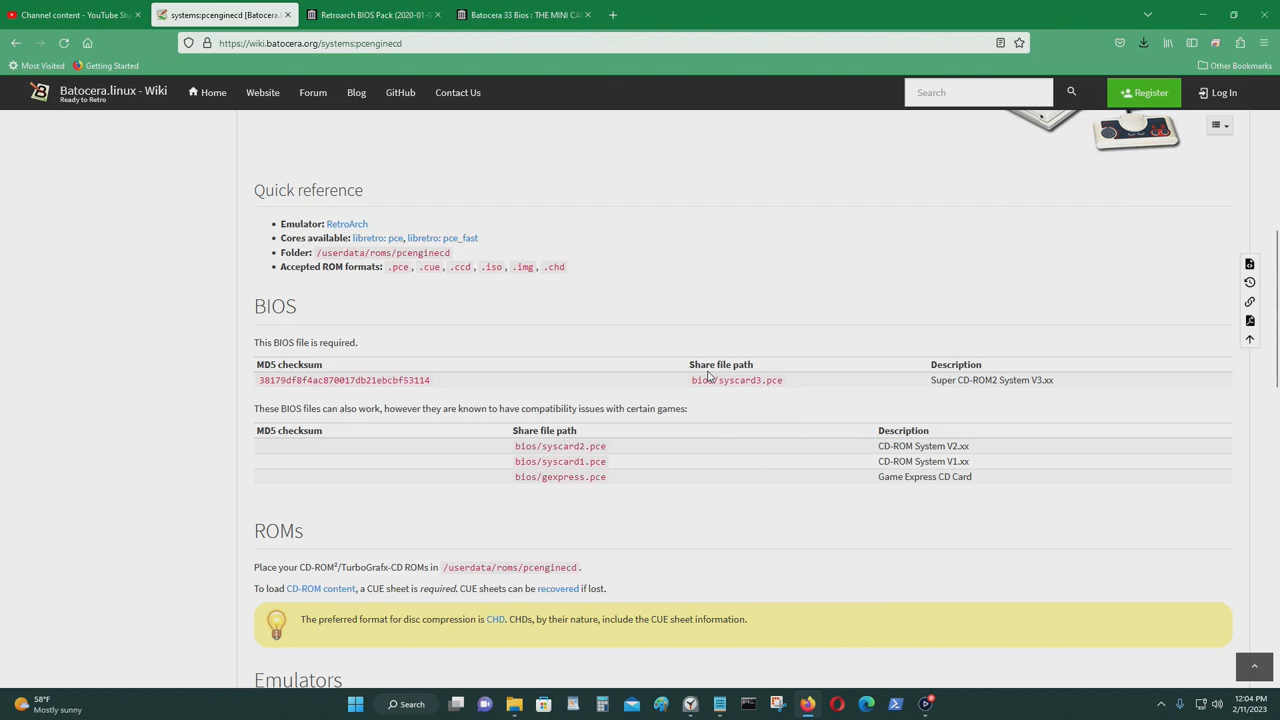 Channel content - YouTube Stu
systems:pcenginecd [Batocera.l
Retroarch BIOS Pack (2020-01-0
Batocera 33 Bios : THE MINI CA
https://wiki.batocera.org/systems:pcenginecd
Most Visited
Getting Started
Other Bookmarks
Batocera.linux - Wiki
Ready to Retro
Home
Website
Forum
Blog
GitHub
Contact Us
Search
Register
Log In
Quick reference
Emulator: RetroArch
Cores available: libretro: pce, libretro: pce_fast
Folder: /userdata/roms/pcenginecd
Accepted ROM formats: .pce, .cue, .ccd, .iso, .img, .chd
BIOS
This BIOS file is required.
MD5 checksum Share file path Description
38179df8f4ac870017db21ebcbf53114 bios/syscard3.pce Super CD-ROM2 System V3.xx
These BIOS files can also work, however they are known to have compatibility issues with certain games:
MD5 checksum Share file path Description
bios/syscard2.pce CD-ROM System V2.xx
bios/syscard1.pce CD-ROM System V1.xx
bios/gexpress.pce Game Express CD Card
ROMs
Place your CD-ROM²/TurboGrafx-CD ROMs in /userdata/roms/pcenginecd.
To load CD-ROM content, a CUE sheet is required. CUE sheets can be recovered if lost.
The preferred format for disc compression is CHD. CHDs, by their nature, include the CUE sheet information.
Emulators
58°F
Mostly sunny
Search
12:04 PM
2/11/2023